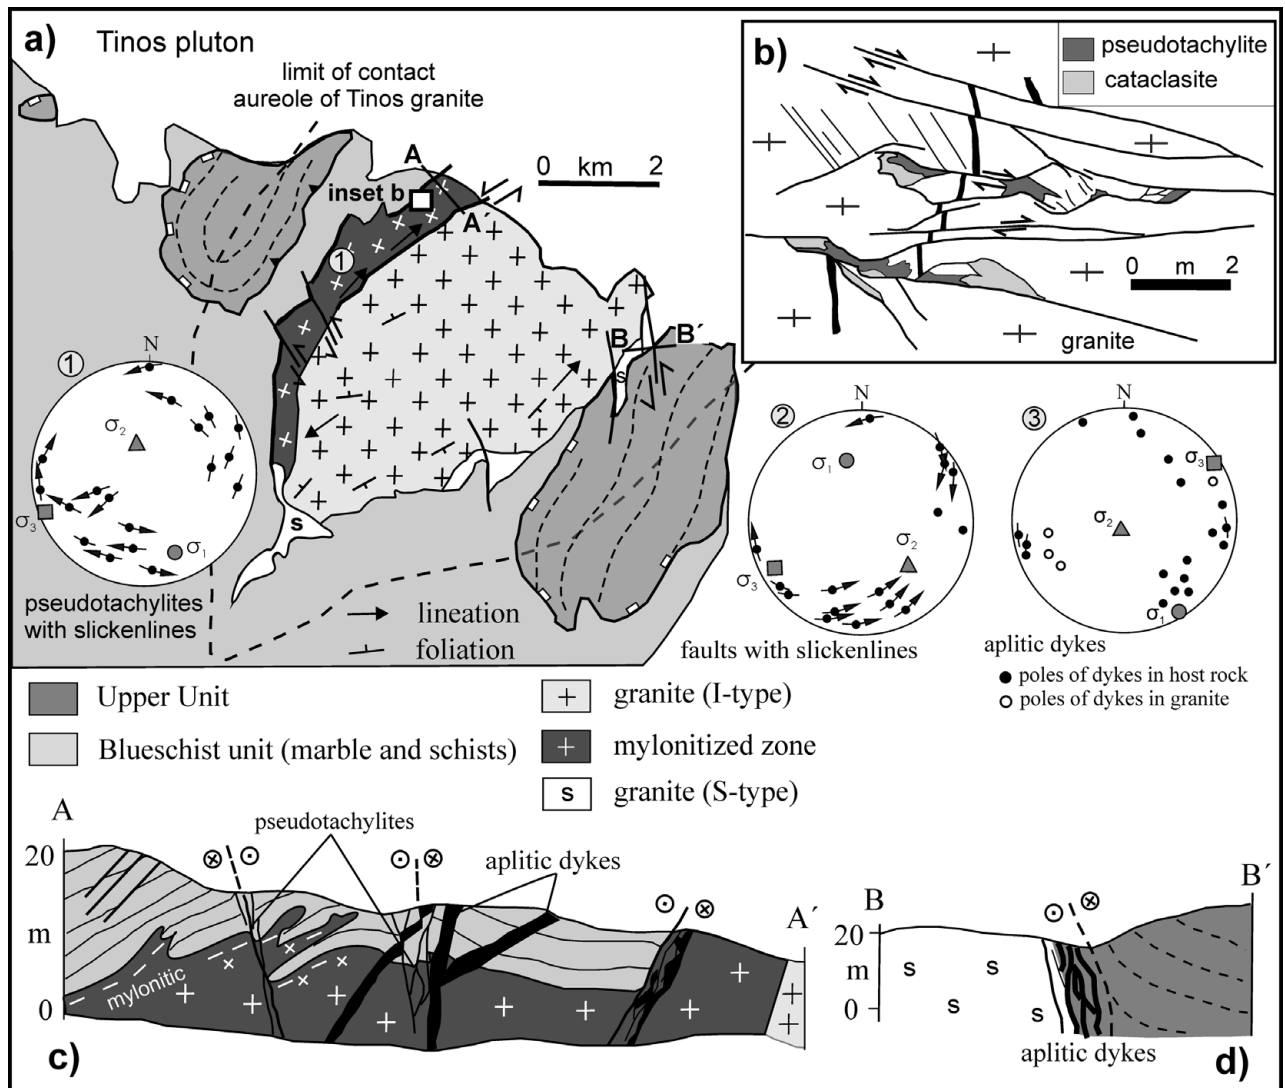 a) Tinos pluton
limit of contact
aureole of Tinos granite
A
0 km 2
inset b
A´
1
B
B´
s
1
N
σ2
σ3
σ1
s
pseudotachylites
with slickenlines
lineation
foliation
b)
pseudotachylite
cataclasite
0 m 2
granite
2
N
σ1
σ2
σ3
faults with slickenlines
3
N
σ3
σ2
σ1
aplitic dykes
poles of dykes in host rock
poles of dykes in granite
Upper Unit
Blueschist unit (marble and schists)
granite (I-type)
mylonitized zone
s granite (S-type)
A
20
m
0
pseudotachylites
aplitic dykes
mylonitic
A´
c)
B
20
m
0
s s
s s
B´
aplitic dykes
d)